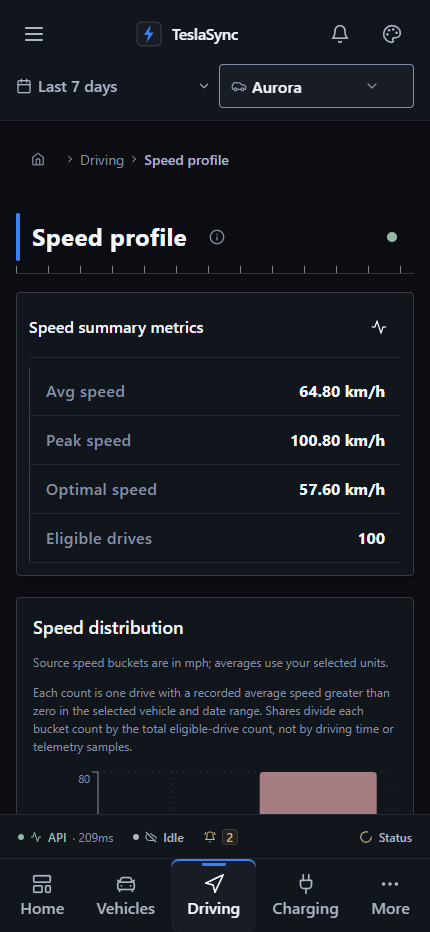 TeslaSync
Last 7 days
Aurora
Driving
Speed profile
Speed profile
Speed summary metrics
Avg speed 64.80 km/h
Peak speed 100.80 km/h
Optimal speed 57.60 km/h
Eligible drives 100
Speed distribution
Source speed buckets are in mph; averages use your selected units.
Each count is one drive with a recorded average speed greater than
zero in the selected vehicle and date range. Shares divide each
bucket count by the total eligible-drive count, not by driving time or
telemetry samples.
80
API · 209ms Idle 2 Status
Home Vehicles Driving Charging More